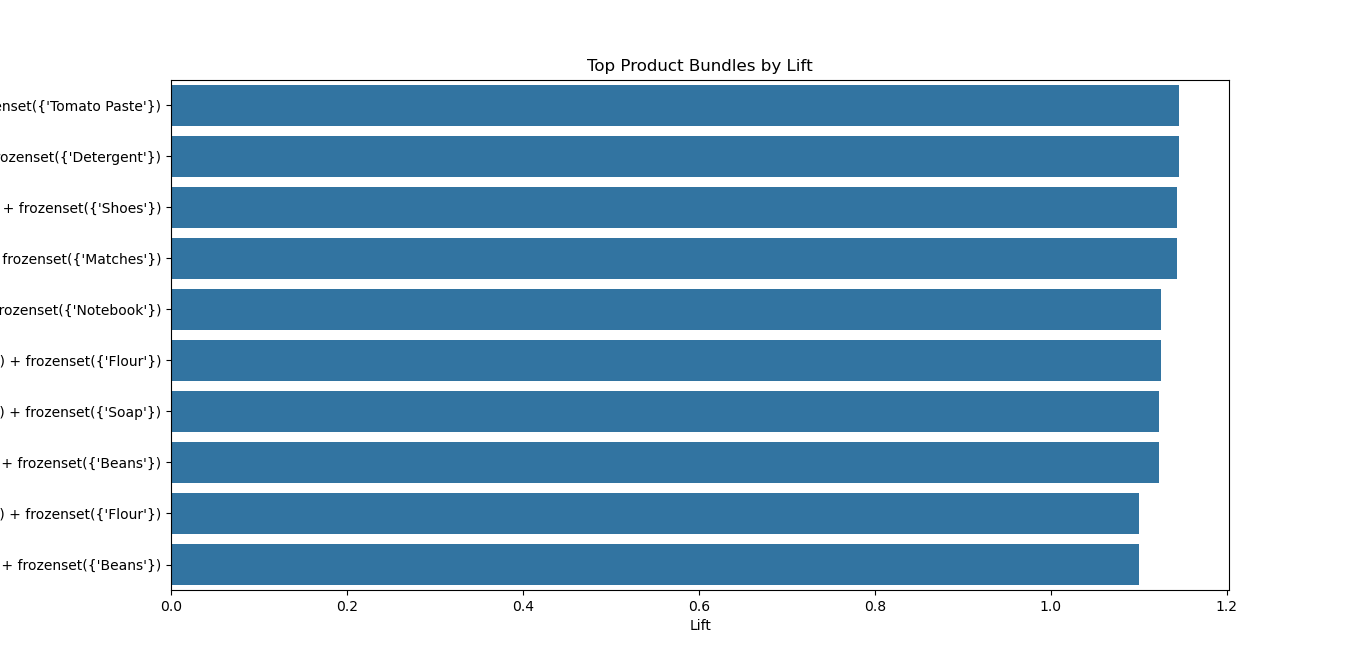 Top Product Bundles by Lift
enset({'Tomato Paste'})
rozenset({'Detergent'})
+ frozenset({'Shoes'})
frozenset({'Matches'})
rozenset({'Notebook'})
) + frozenset({'Flour'})
) + frozenset({'Soap'})
+ frozenset({'Beans'})
) + frozenset({'Flour'})
+ frozenset({'Beans'})
0.0 0.2 0.4 0.6 0.8 1.0 1.2
Lift